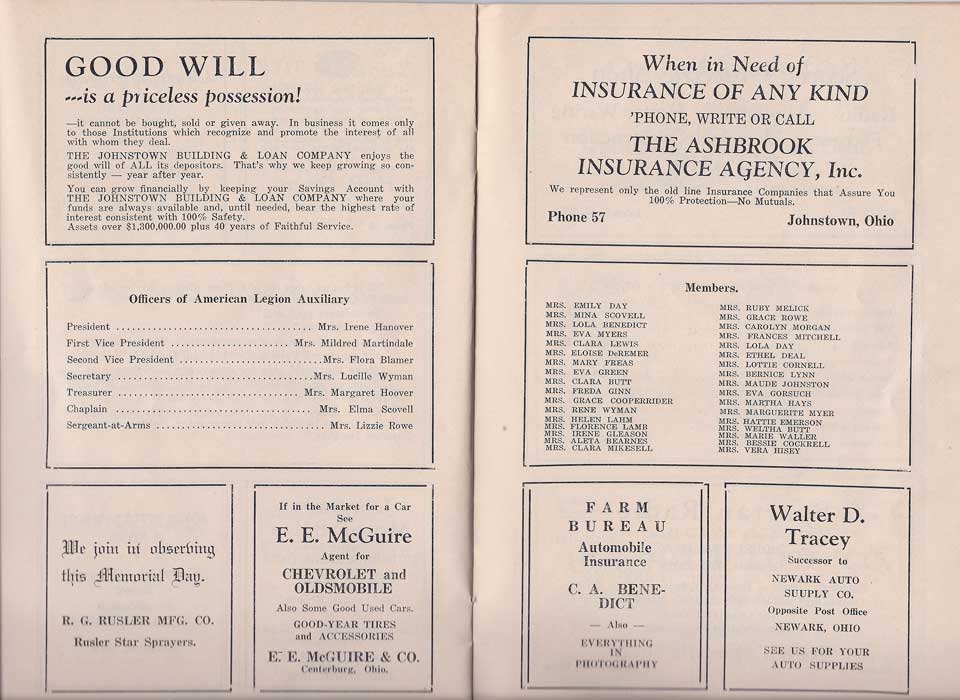 GOOD WILL
---is a priceless possession!
—it cannot be bought, sold or given away. In business it comes only
to those Institutions which recognize and promote the interest of all
with whom they deal.
THE JOHNSTOWN BUILDING & LOAN COMPANY enjoys the
good will of ALL its depositors. That's why we keep growing so con-
sistently — year after year.
You can grow financially by keeping your Savings Account with
THE JOHNSTOWN BUILDING & LOAN COMPANY where your
funds are always available and, until needed, bear the highest rate of
interest consistent with 100% Safety.
Assets over $1,300,000.00 plus 40 years of Faithful Service.
Officers of American Legion Auxiliary
President ..................................... Mrs. Irene Hanover
First Vice President ...................... Mrs. Mildred Martindale
Second Vice President ...........................Mrs. Flora Blamer
Secretary .....................................Mrs. Lucille Wyman
Treasurer .................................. Mrs. Margaret Hoover
Chaplain ...................................... Mrs. Elma Scovell
Sergeant-at-Arms ................................ Mrs. Lizzie Rowe
We join in observing
this Memorial Day.
R. G. RUSLER MFG. CO.
Rusler Star Sprayers.
If in the Market for a Car
See
E. E. McGuire
Agent for
CHEVROLET and
OLDSMOBILE
Also Some Good Used Cars.
GOOD-YEAR TIRES
and ACCESSORIES
E. E. McGUIRE & CO.
Centerburg, Ohio.
When in Need of
INSURANCE OF ANY KIND
'PHONE, WRITE OR CALL
THE ASHBROOK
INSURANCE AGENCY, Inc.
We represent only the old line Insurance Companies that Assure You
100% Protection—No Mutuals.
Phone 57 Johnstown, Ohio
Members.
MRS. EMILY DAY
MRS. MINA SCOVELL
MRS. LOLA BENEDICT
MRS. EVA MYERS
MRS. CLARA LEWIS
MRS. ELOISE DeREMER
MRS. MARY FREAS
MRS. EVA GREEN
MRS. CLARA BUTT
MRS. FREDA GINN
MRS. GRACE COOPERRIDER
MRS. RENE WYMAN
MRS. HELEN LAHM
MRS. FLORENCE LAMB
MRS. IRENE GLEASON
MRS. ALETA BEARNES
MRS. CLARA MIKESELL
MRS. RUBY MELICK
MRS. GRACE ROWE
MRS. CAROLYN MORGAN
MRS. FRANCES MITCHELL
MRS. LOLA DAY
MRS. ETHEL DEAL
MRS. LOTTIE CORNELL
MRS. BERNICE LYNN
MRS. MAUDE JOHNSTON
MRS. EVA GORSUCH
MRS. MARTHA HAYS
MRS. MARGUERITE MYER
MRS. HATTIE EMERSON
MRS. WELTHA BUTT
MRS. MARIE WALLER
MRS. BESSIE COCKRELL
MRS. VERA HISEY
FARM
BUREAU
Automobile
Insurance
C. A. BENE-
DICT
— Also —
EVERYTHING
IN
PHOTOGRAPHY
Walter D.
Tracey
Successor to
NEWARK AUTO
SUUPLY CO.
Opposite Post Office
NEWARK, OHIO
SEE US FOR YOUR
AUTO SUPPLIES